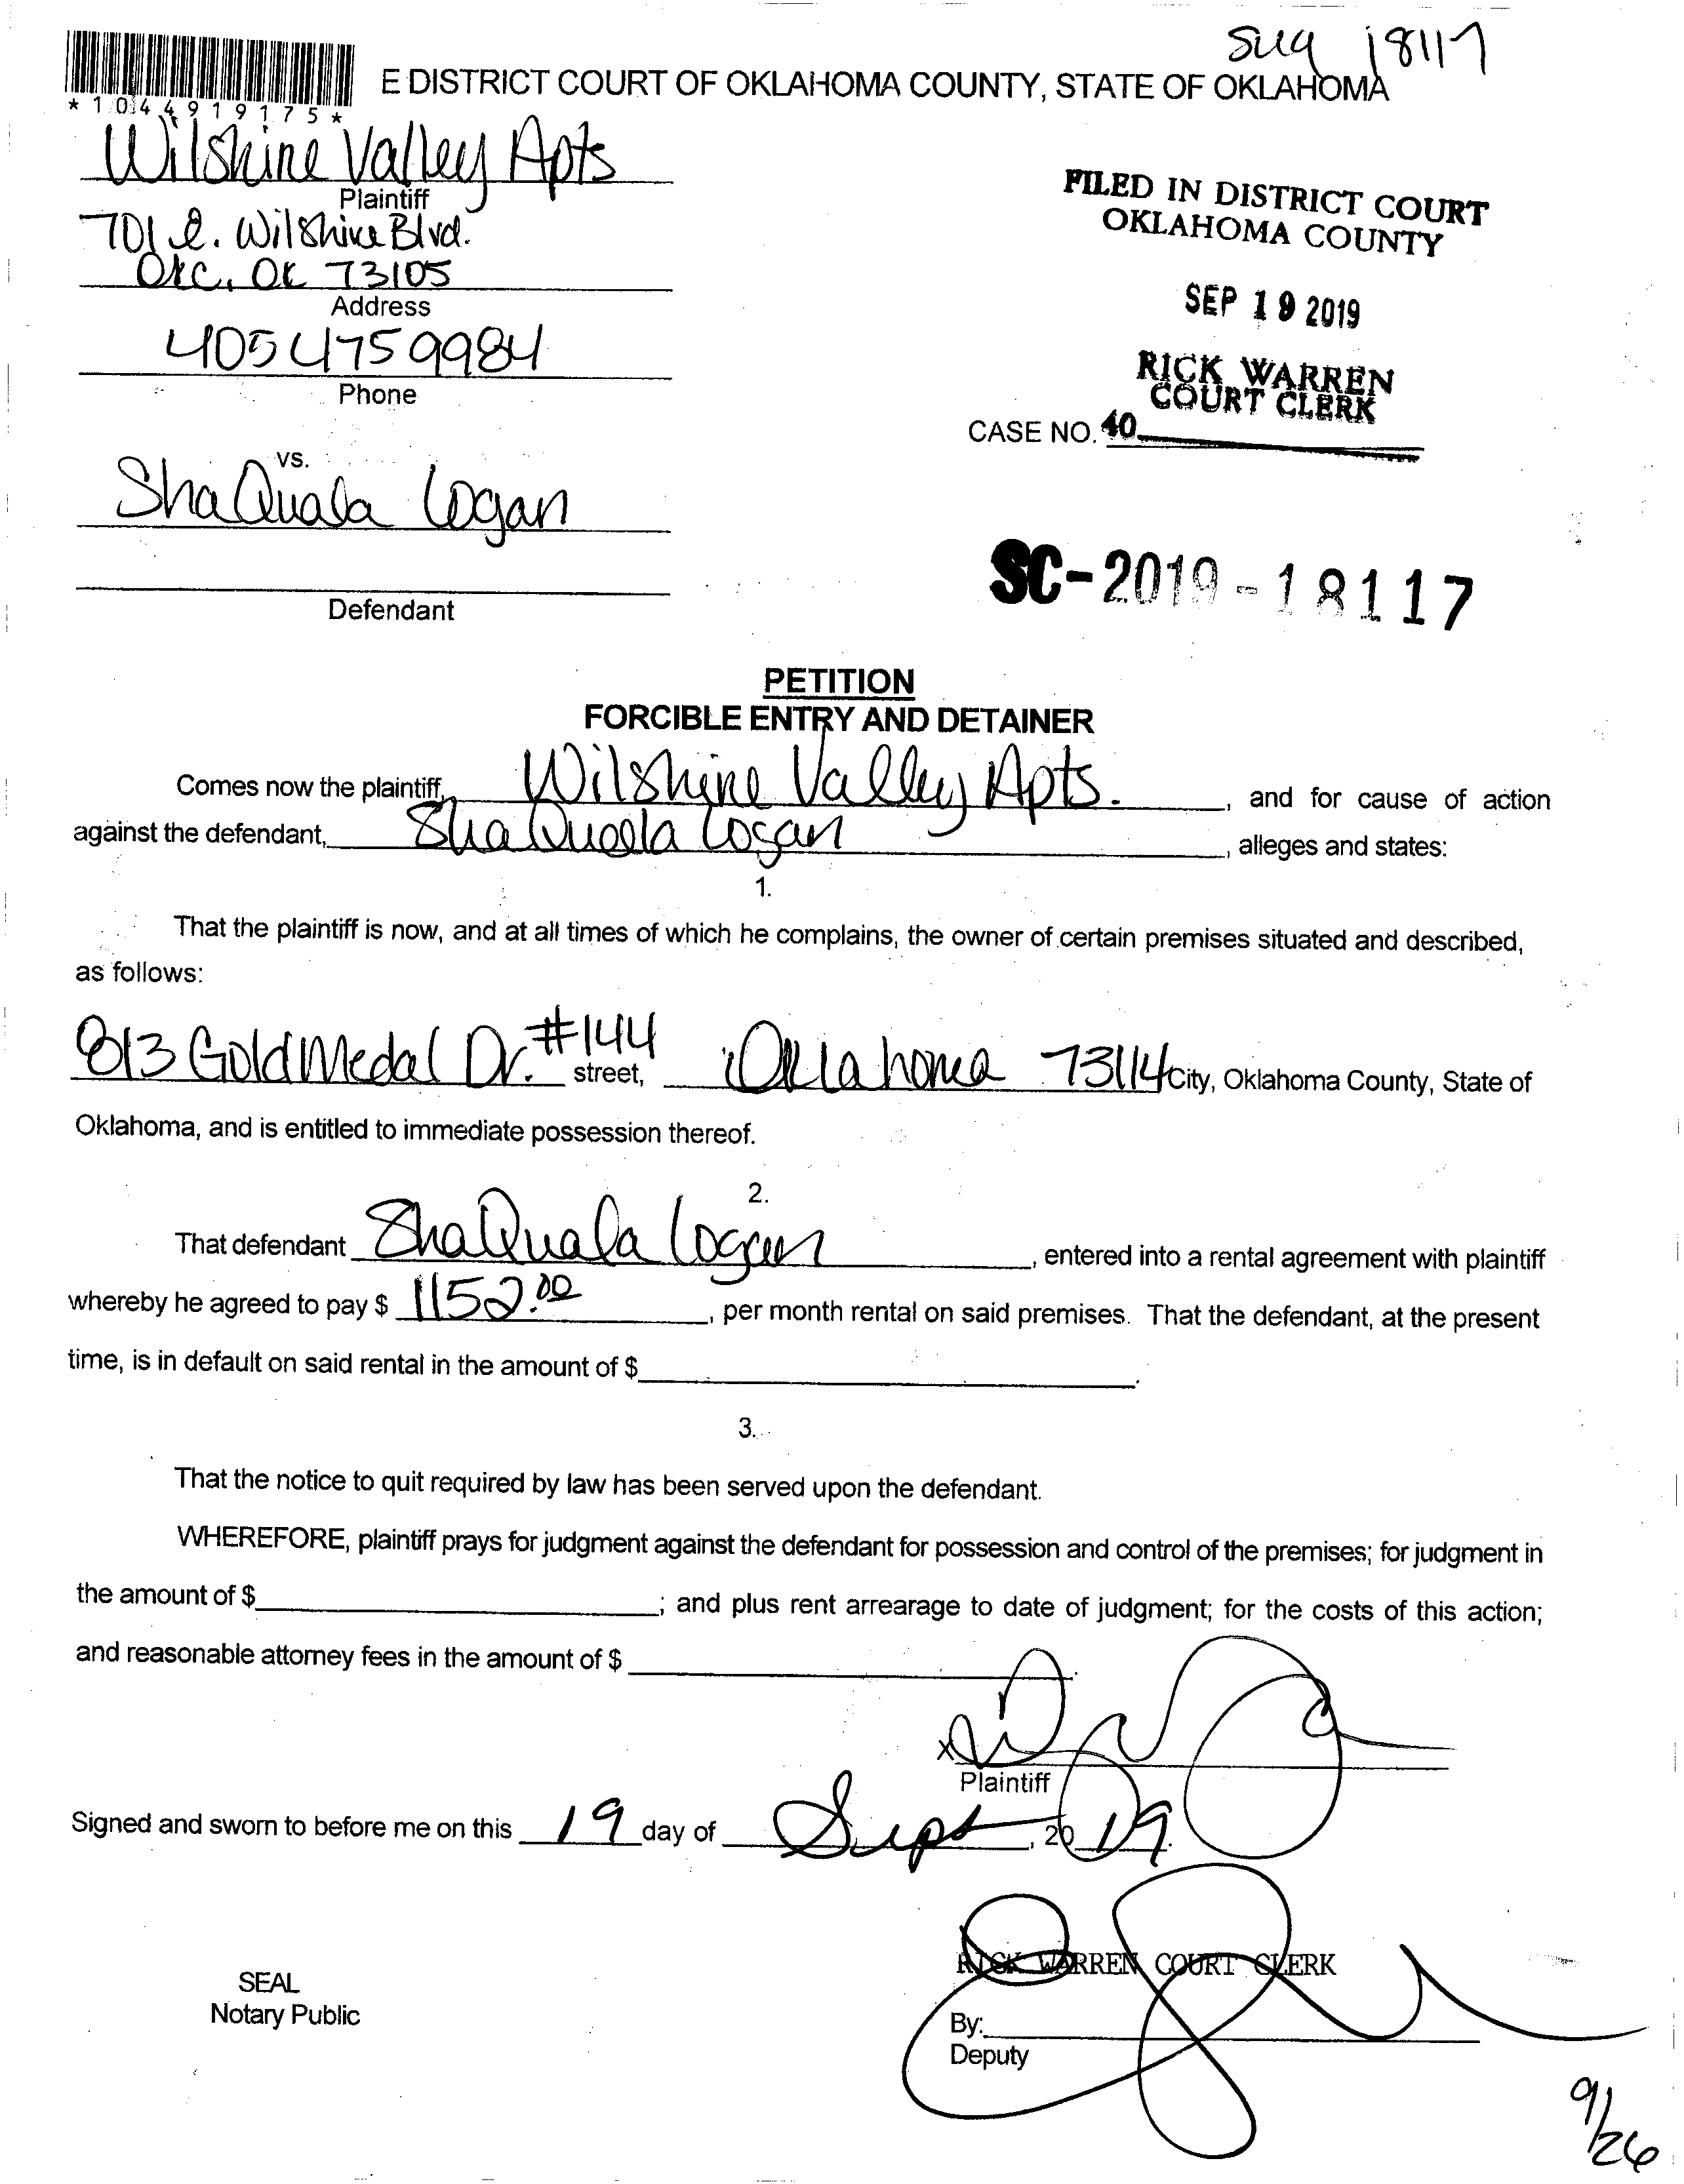 18117
E DISTRICT COURT OF OKLAHOMA COUNTY, STATE OF OKLAHOMA
*1044919175*
Wilshire Valley Apts
Plaintiff
701 E. Wilshire Blvd.
OKC, OK 73105
Address
405 475 9984
Phone
FILED IN DISTRICT COURT
OKLAHOMA COUNTY
SEP 19 2019
RICK WARREN
COURT CLERK
CASE NO. 40
vs.
ShaQuala Logan
Defendant
SC-2019-18117
PETITION
FORCIBLE ENTRY AND DETAINER
Comes now the plaintiff, Wilshire Valley Apts. , and for cause of action
against the defendant, ShaQuala Logan , alleges and states:
1.
That the plaintiff is now, and at all times of which he complains, the owner of certain premises situated and described,
as follows:
813 Gold Medal Dr. #144 street, Oklahoma 73114 City, Oklahoma County, State of
Oklahoma, and is entitled to immediate possession thereof.
2.
That defendant ShaQuala Logan , entered into a rental agreement with plaintiff
whereby he agreed to pay $ 1152.00 , per month rental on said premises. That the defendant, at the present
time, is in default on said rental in the amount of $ .
3.
That the notice to quit required by law has been served upon the defendant.
WHEREFORE, plaintiff prays for judgment against the defendant for possession and control of the premises; for judgment in
the amount of $ ; and plus rent arrearage to date of judgment; for the costs of this action;
and reasonable attorney fees in the amount of $ .
X
Plaintiff
Signed and sworn to before me on this 19 day of Sept , 20 19.
RICK WARREN COURT CLERK
SEAL
Notary Public
By:
Deputy
9/26